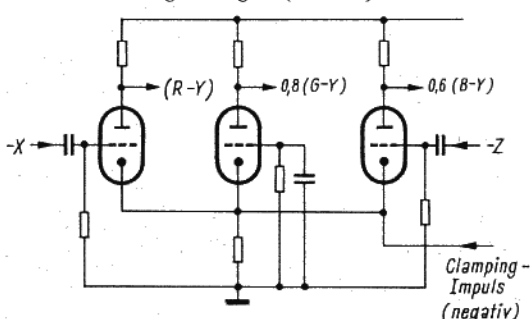 (R-Y)
0,8(G-Y)
0,6(B-Y)
-X
-Z
Clamping-
Impuls
(negativ)